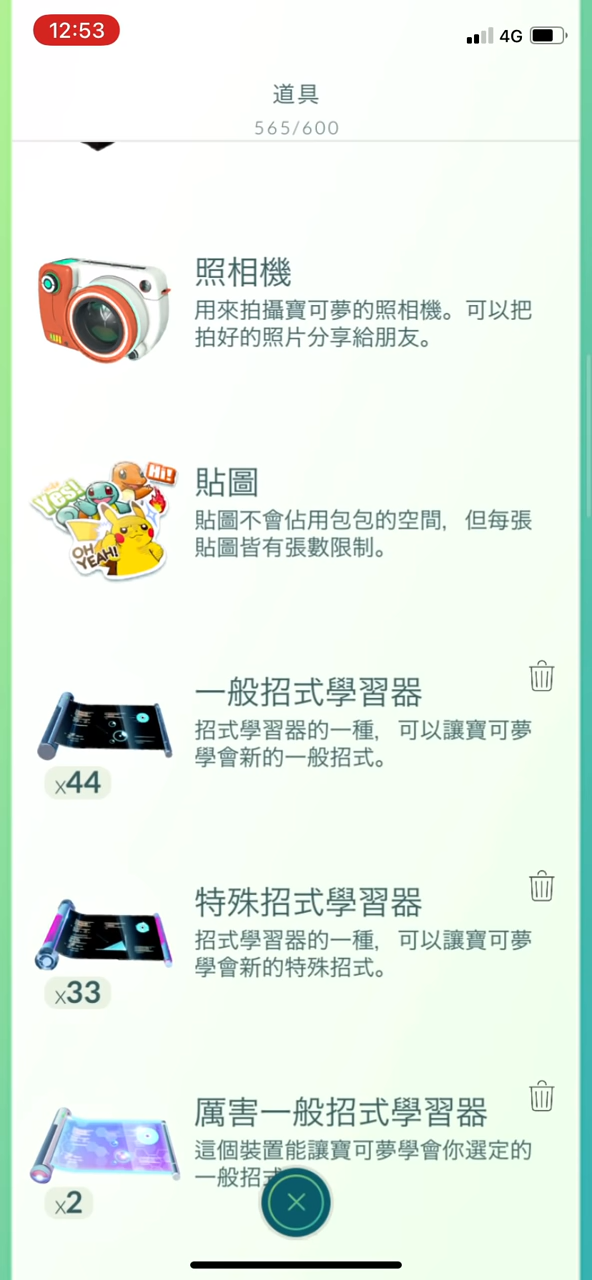 12:53
4G
道具
565/600
照相機
用來拍攝寶可夢的照相機。可以把
拍好的照片分享給朋友。
Yes!
Hi!
OH
YEAH!
貼圖
貼圖不會佔用包包的空間，但每張
貼圖皆有張數限制。
一般招式學習器
招式學習器的一種，可以讓寶可夢
學會新的一般招式。
x44
特殊招式學習器
招式學習器的一種，可以讓寶可夢
學會新的特殊招式。
x33
厲害一般招式學習器
這個裝置能讓寶可夢學會你選定的
一般招式
x2